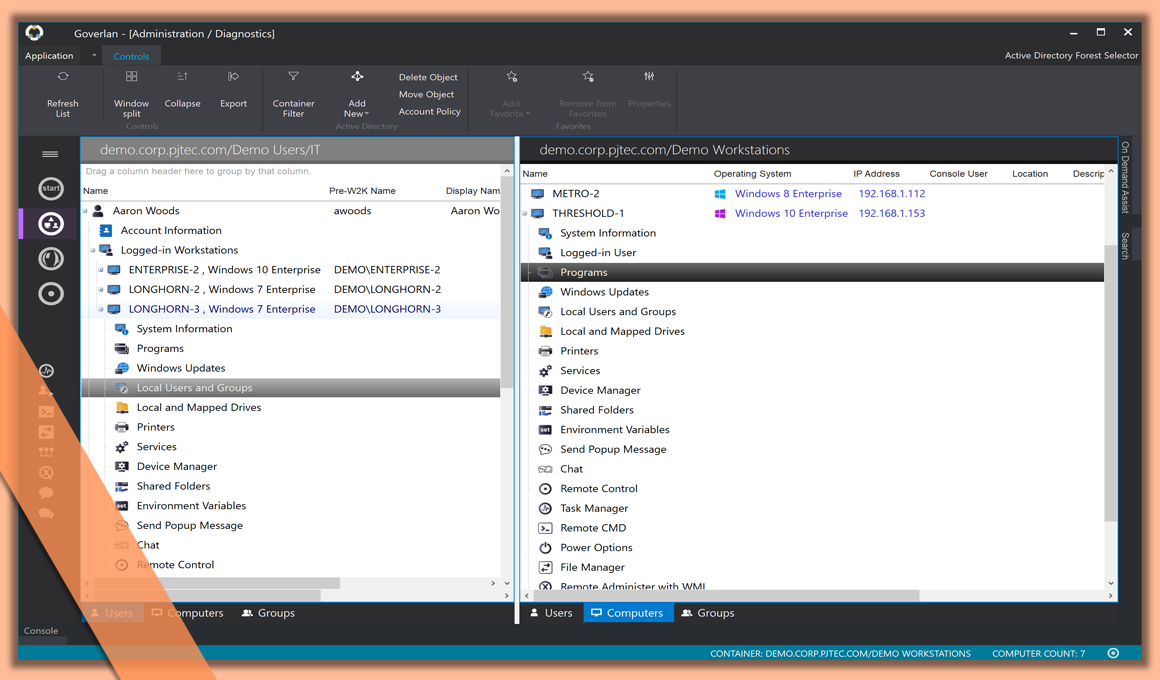 Goverlan - [Administration / Diagnostics]
Application
Controls
Active Directory Forest Selector
Refresh List
Window split
Collapse
Export
Controls
Container Filter
Add New
Delete Object
Move Object
Account Policy
Active Directory
Add Favorite
Remove from Favorites
Properties
Favorites
start
demo.corp.pjtec.com/Demo Users/IT
Drag a column header here to group by that column.
Name Pre-W2K Name Display Nam
Aaron Woods awoods Aaron Wo
Account Information
Logged-in Workstations
ENTERPRISE-2 , Windows 10 Enterprise DEMO\ENTERPRISE-2
LONGHORN-2 , Windows 7 Enterprise DEMO\LONGHORN-2
LONGHORN-3 , Windows 7 Enterprise DEMO\LONGHORN-3
System Information
Programs
Windows Updates
Local Users and Groups
Local and Mapped Drives
Printers
Services
Device Manager
Shared Folders
set Environment Variables
Send Popup Message
Chat
Remote Control
Users Computers Groups
demo.corp.pjtec.com/Demo Workstations
Name Operating System IP Address Console User Location Descrip
METRO-2 Windows 8 Enterprise 192.168.1.112
THRESHOLD-1 Windows 10 Enterprise 192.168.1.153
System Information
Logged-in User
Programs
Windows Updates
Local Users and Groups
Local and Mapped Drives
Printers
Services
Device Manager
Shared Folders
set Environment Variables
Send Popup Message
Chat
Remote Control
Task Manager
Remote CMD
Power Options
File Manager
Remote Administer with WMI
Users Computers Groups
On Demand Assist
Search
Console
CONTAINER: DEMO.CORP.PJTEC.COM/DEMO WORKSTATIONS COMPUTER COUNT: 7